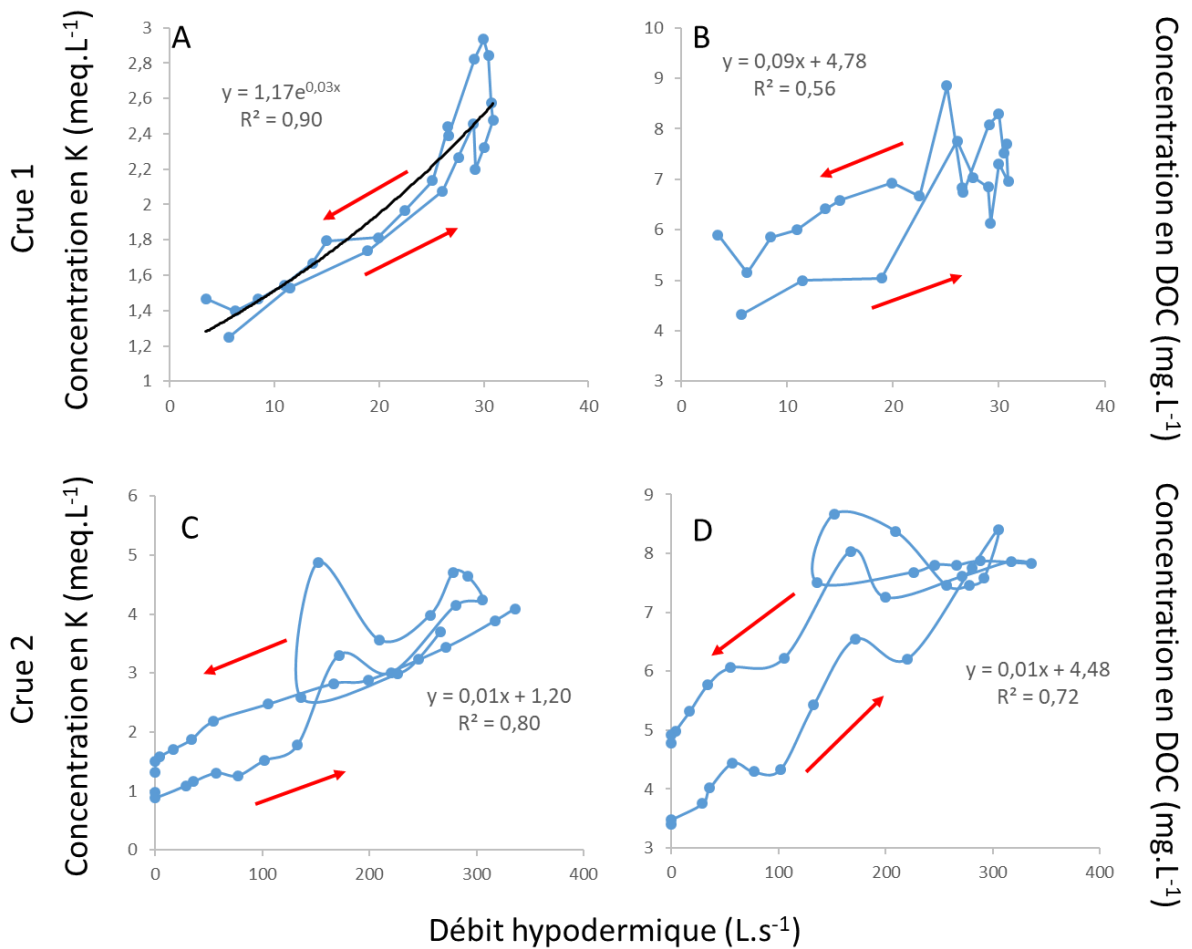 Crue 1
Concentration en K (meq.L-1)
A
y = 1,17e0,03x
R² = 0,90
3
2,8
2,6
2,4
2,2
2
1,8
1,6
1,4
1,2
1
0
10
20
30
40
B
y = 0,09x + 4,78
R² = 0,56
10
9
8
7
6
5
4
3
0
10
20
30
40
Concentration en DOC (mg.L-1)
Crue 2
Concentration en K (meq.L-1)
C
y = 0,01x + 1,20
R² = 0,80
6
5
4
3
2
1
0
0
100
200
300
400
D
y = 0,01x + 4,48
R² = 0,72
9
8
7
6
5
4
3
0
100
200
300
400
Concentration en DOC (mg.L-1)
Débit hypodermique (L.s-1)